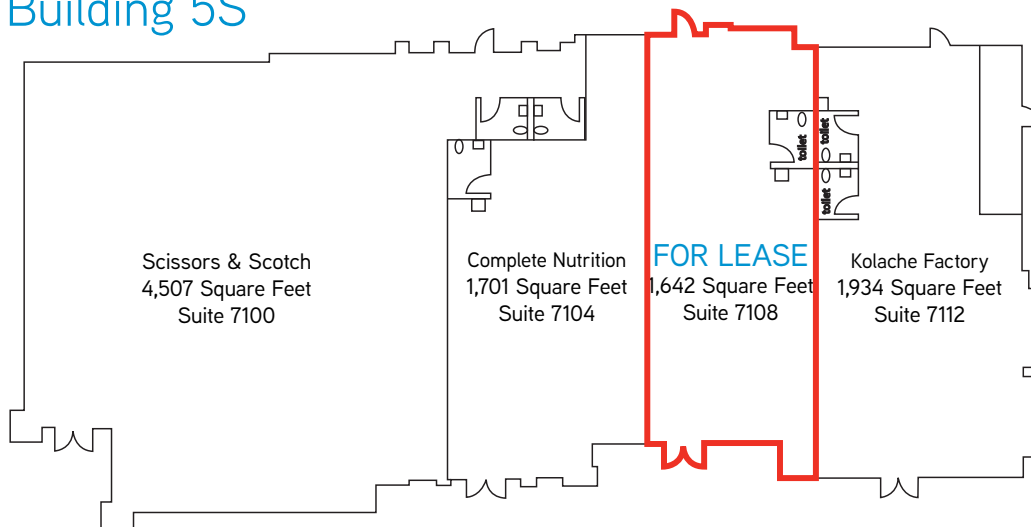 Building 5S
Scissors & Scotch
4,507 Square Feet
Suite 7100
Complete Nutrition
1,701 Square Feet
Suite 7104
FOR LEASE
1,642 Square Feet
Suite 7108
Kolache Factory
1,934 Square Feet
Suite 7112
toilet
toilet
toilet